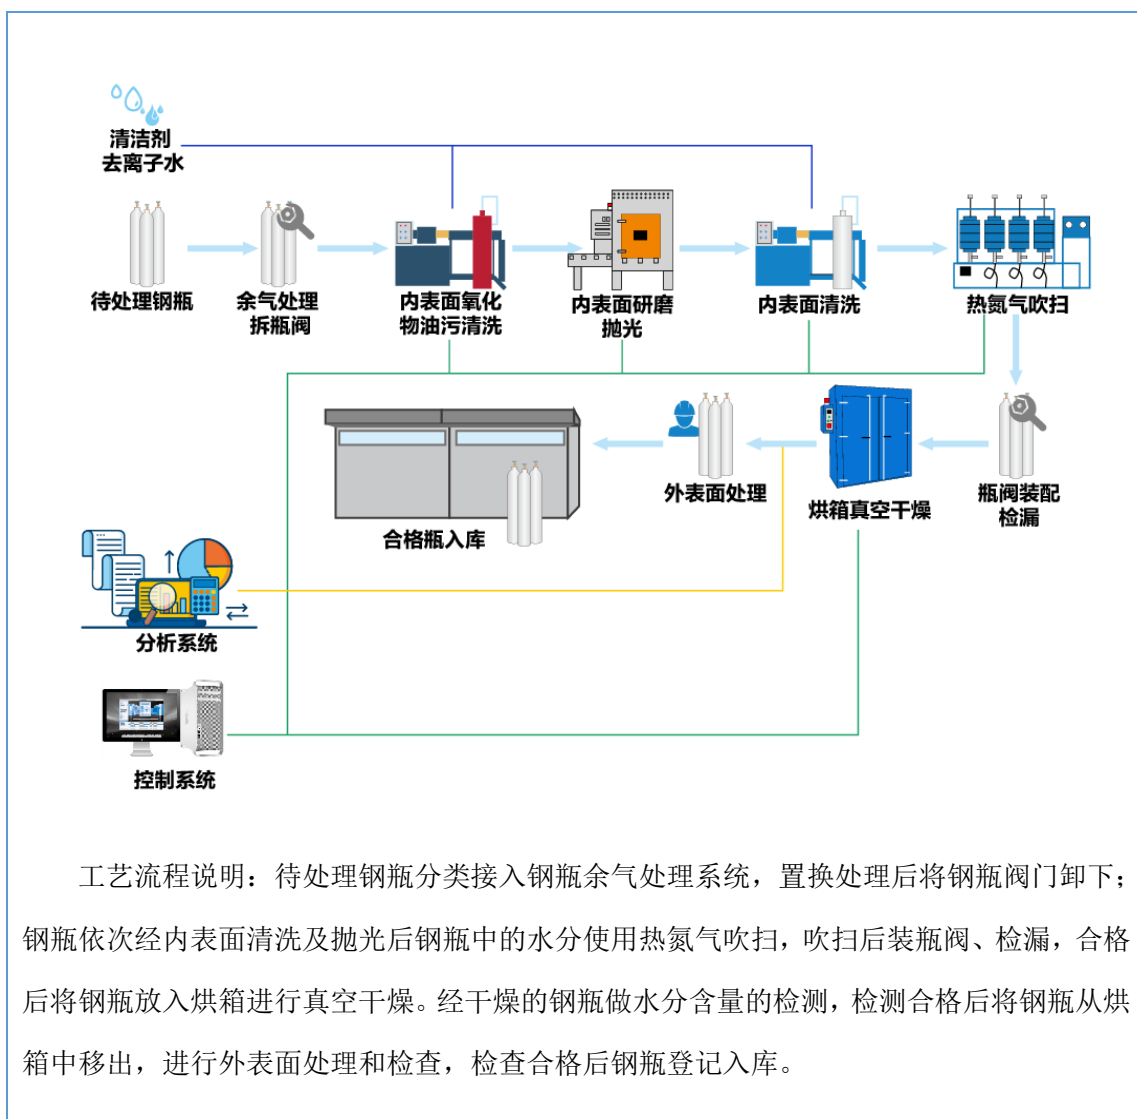 清洁剂
去离子水
待处理钢瓶
余气处理
拆瓶阀
内表面氧化
物油污清洗
内表面研磨
抛光
内表面清洗
热氮气吹扫
合格瓶入库
外表面处理
烘箱真空干燥
瓶阀装配
检漏
分析系统
控制系统
工艺流程说明：待处理钢瓶分类接入钢瓶余气处理系统，置换处理后将钢瓶阀门卸下；
钢瓶依次经内表面清洗及抛光后钢瓶中的水分使用热氮气吹扫，吹扫后装瓶阀、检漏，合格
后将钢瓶放入烘箱进行真空干燥。经干燥的钢瓶做水分含量的检测，检测合格后将钢瓶从烘
箱中移出，进行外表面处理和检查，检查合格后钢瓶登记入库。